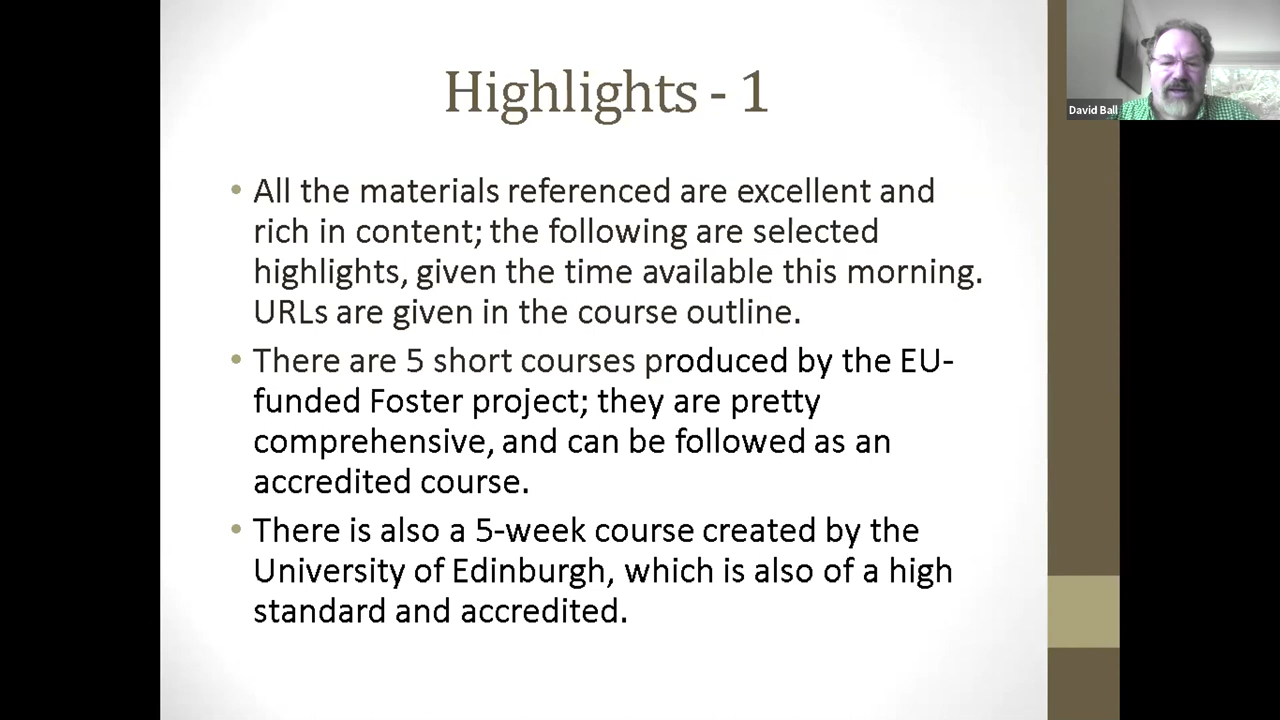 Highlights - 1
• All the materials referenced are excellent and
rich in content; the following are selected
highlights, given the time available this morning.
URLs are given in the course outline.
• There are 5 short courses produced by the EU-
funded Foster project; they are pretty
comprehensive, and can be followed as an
accredited course.
• There is also a 5-week course created by the
University of Edinburgh, which is also of a high
standard and accredited.
David Ball